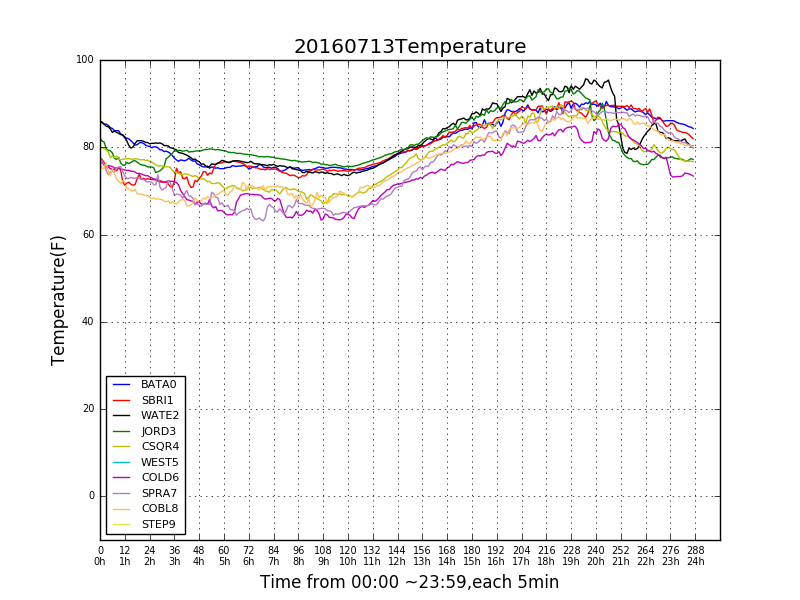 20160713Temperature
100
80
60
40
20
0
Temperature(F)
BATA0
SBRI1
WATE2
JORD3
CSQR4
WEST5
COLD6
SPRA7
COBL8
STEP9
0 12 24 36 48 60 72 84 96 108 120 132 144 156 168 180 192 204 216 228 240 252 264 276 288
0h 1h 2h 3h 4h 5h 6h 7h 8h 9h 10h 11h 12h 13h 14h 15h 16h 17h 18h 19h 20h 21h 22h 23h 24h
Time from 00:00 ~23:59,each 5min